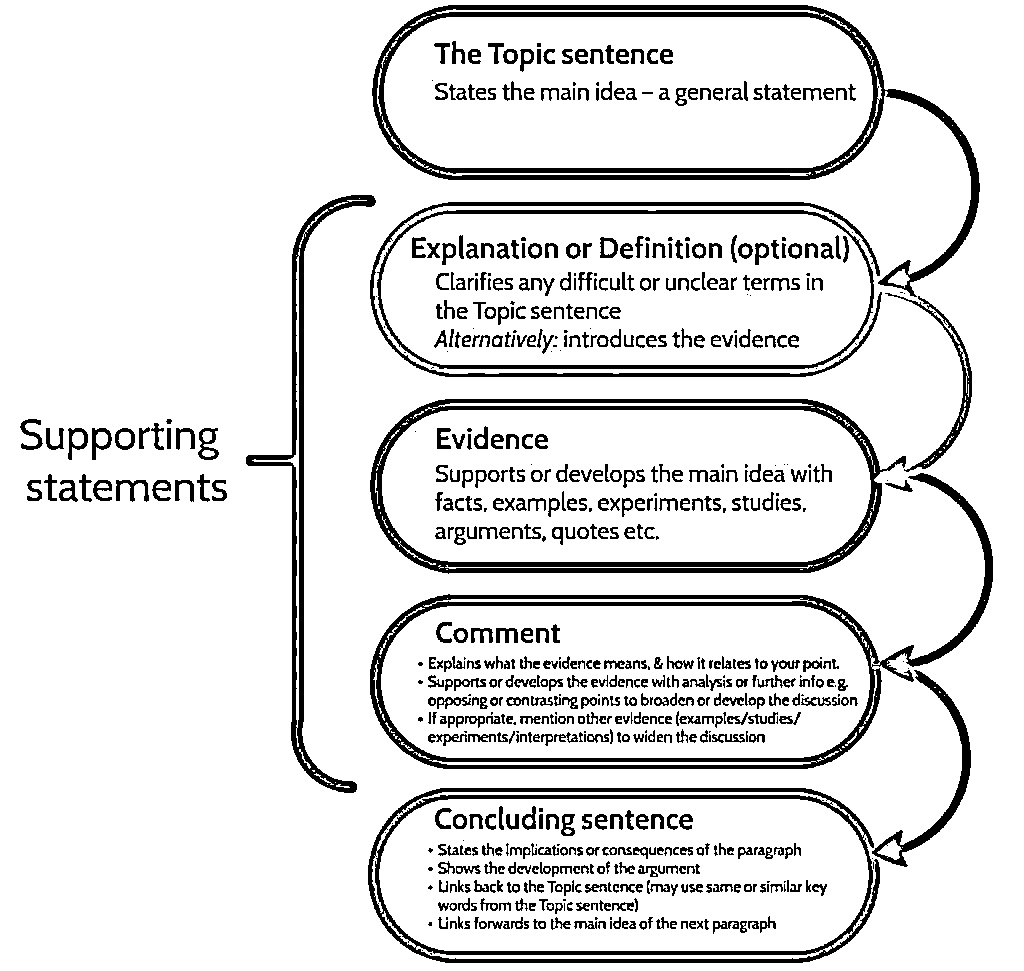 The Topic sentence
States the main idea – a general statement
Explanation or Definition (optional)
Clarifies any difficult or unclear terms in
the Topic sentence
Alternatively: introduces the evidence
Supporting
statements
Evidence
Supports or develops the main idea with
facts, examples, experiments, studies,
arguments, quotes etc.
Comment
• Explains what the evidence means, & how it relates to your point.
• Supports or develops the evidence with analysis or further info e.g.
opposing or contrasting points to broaden or develop the discussion
• If appropriate, mention other evidence (examples/studies/
experiments/interpretations) to widen the discussion
Concluding sentence
• States the Implications or consequences of the paragraph
• Shows the development of the argument
• Links back to the Topic sentence (may use same or similar key
words from the Topic sentence)
• Links forwards to the main idea of the next paragraph